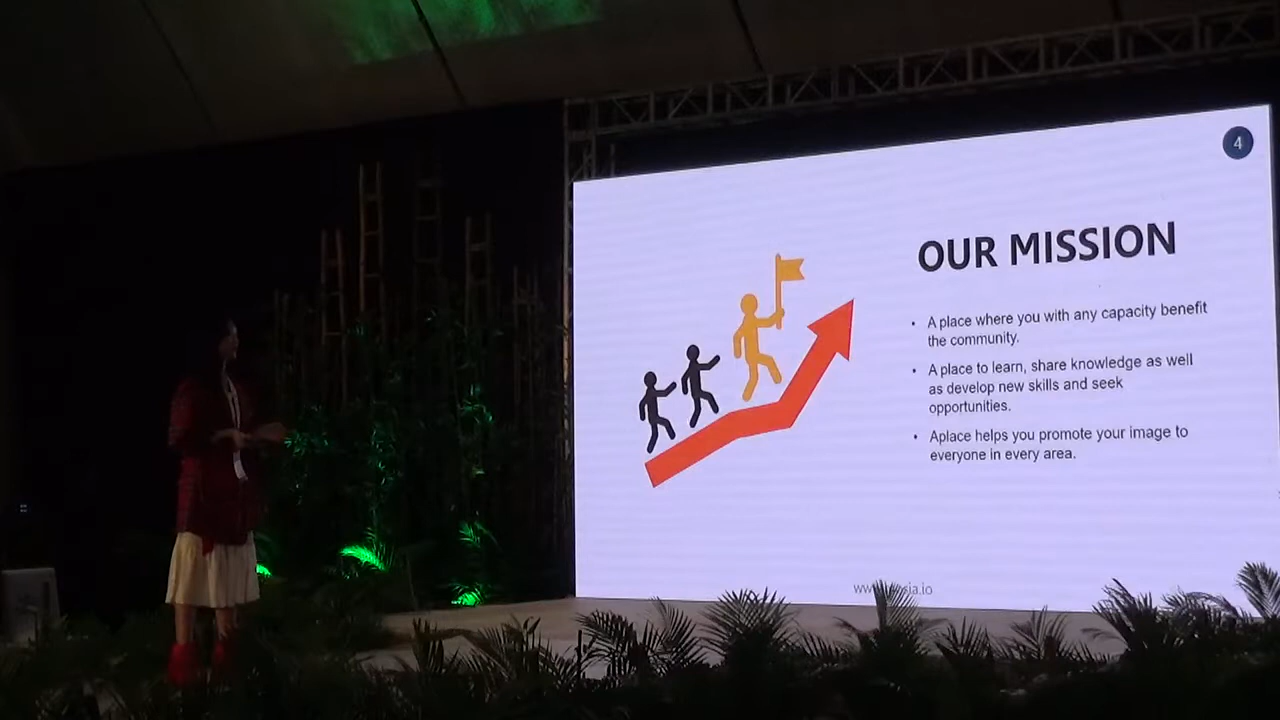 4
OUR MISSION
• A place where you with any capacity benefit
the community.
• A place to learn, share knowledge as well
as develop new skills and seek
opportunities.
• Aplace helps you promote your image to
everyone in every area.